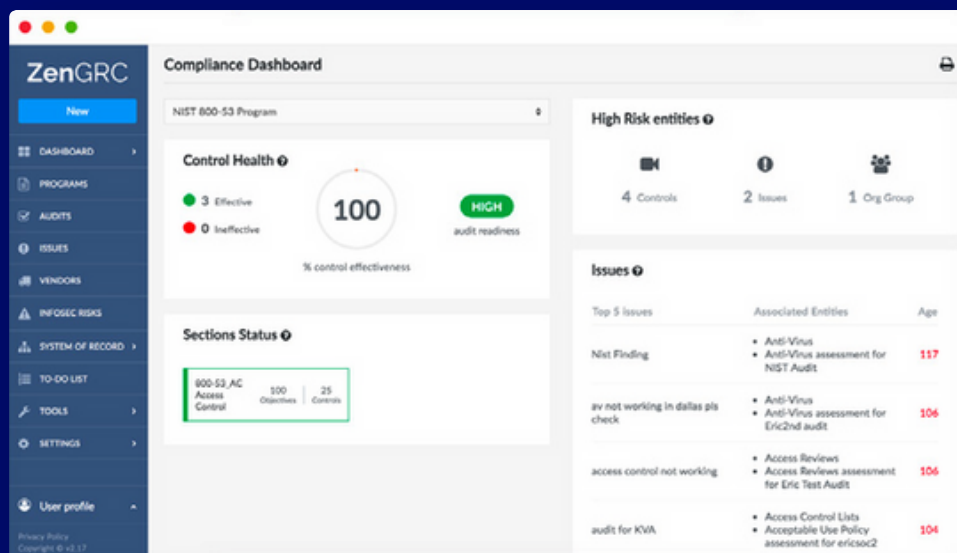 ZenGRC
New
DASHBOARD
PROGRAMS
AUDITS
ISSUES
VENDORS
INFOSEC RISKS
SYSTEM OF RECORD
TO-DO LIST
TOOLS
SETTINGS
User profile
Privacy Policy
Copyright © v2.17
Compliance Dashboard
NIST 800-53 Program
Control Health
3 Effective
0 Ineffective
100
% control effectiveness
HIGH
audit readiness
Sections Status
800-53_AC
Access
Control
100
Objectives
25
Controls
High Risk entities
4 Controls
2 Issues
1 Org Group
Issues
Top 5 issues
Associated Entities
Age
Nist Finding
• Anti-Virus
• Anti-Virus assessment for
NIST Audit
117
av not working in dallas pls
check
• Anti-Virus
• Anti-Virus assessment for
Eric2nd audit
106
access control not working
• Access Reviews
• Access Reviews assessment
for Eric Test Audit
106
audit for KVA
• Access Control Lists
• Acceptable Use Policy
assessment for ericsoc2
104